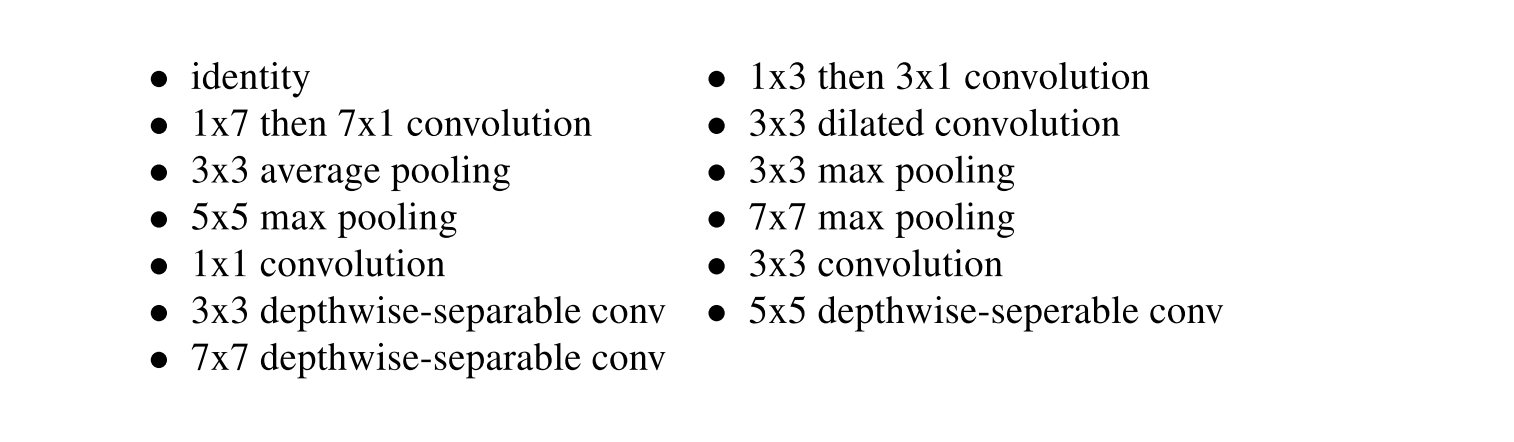 • identity
• 1x7 then 7x1 convolution
• 3x3 average pooling
• 5x5 max pooling
• 1x1 convolution
• 3x3 depthwise-separable conv
• 7x7 depthwise-separable conv
• 1x3 then 3x1 convolution
• 3x3 dilated convolution
• 3x3 max pooling
• 7x7 max pooling
• 3x3 convolution
• 5x5 depthwise-seperable conv